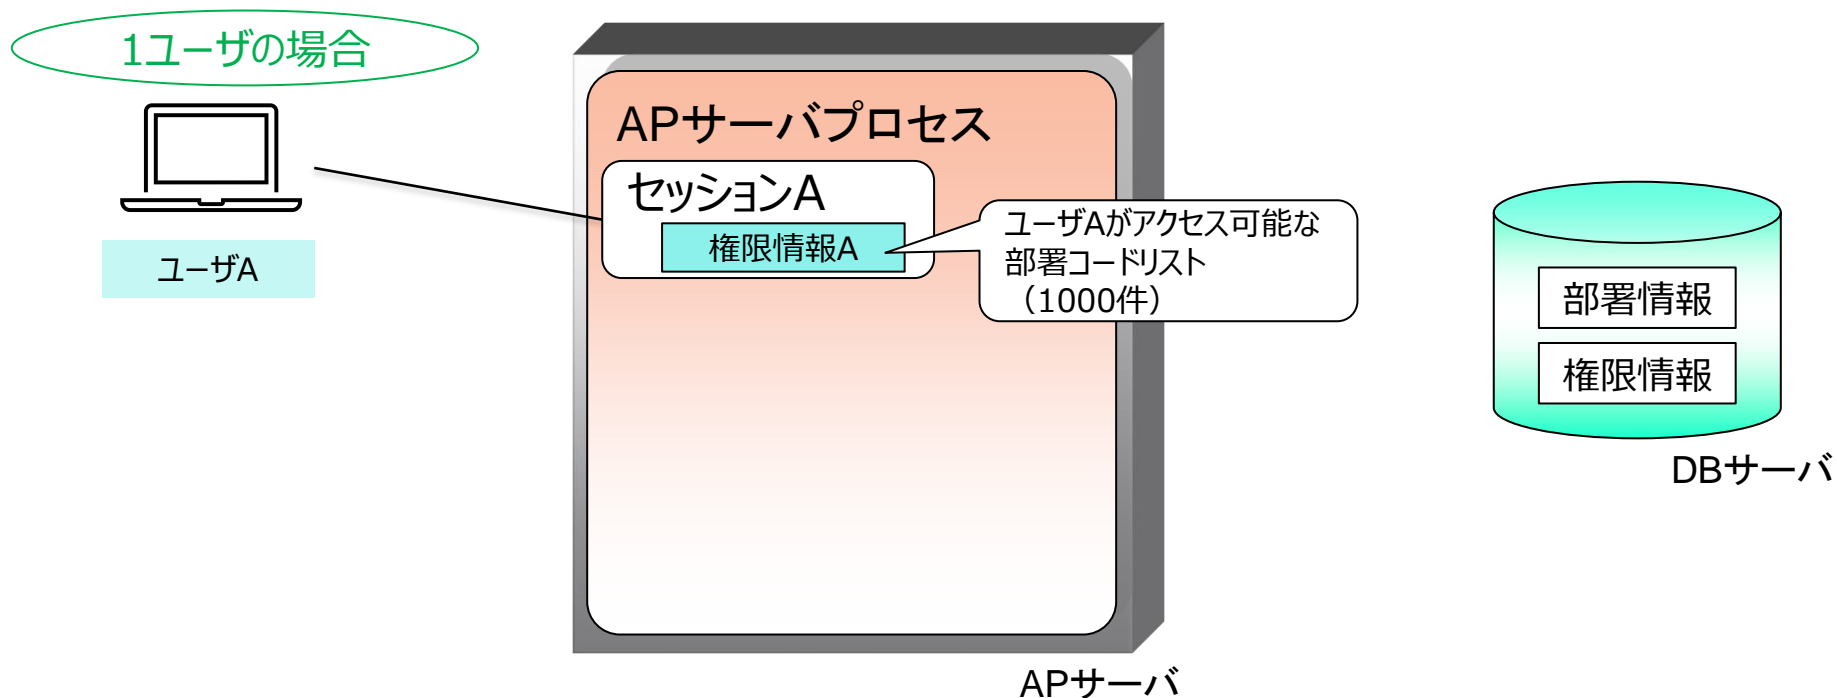 1ユーザの場合
APサーバプロセス
セッションA
権限情報A
ユーザAがアクセス可能な
部署コードリスト
（1000件）
ユーザA
部署情報
権限情報
DBサーバ
APサーバ